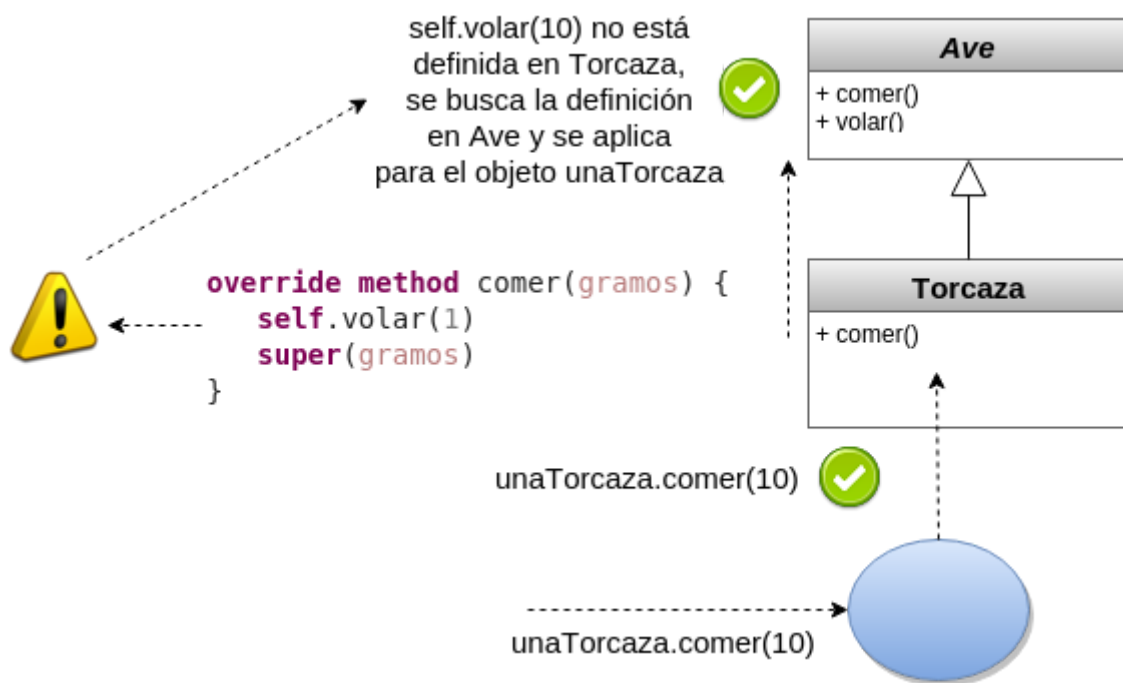 self.volar(10) no está
definida en Torcaza,
se busca la definición
en Ave y se aplica
para el objeto unaTorcaza
Ave
+ comer()
+ volar()
override method comer(gramos) {
self.volar(1)
super(gramos)
}
Torcaza
+ comer()
unaTorcaza.comer(10)
unaTorcaza.comer(10)